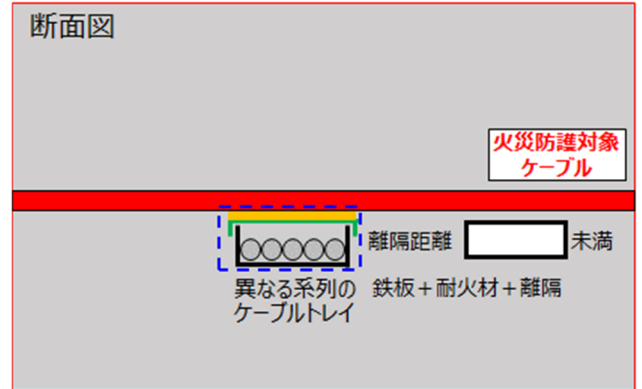 断面図
火災防護対象
ケーブル
離隔距離 未満
異なる系列の
ケーブルトレイ
鉄板＋耐火材＋離隔